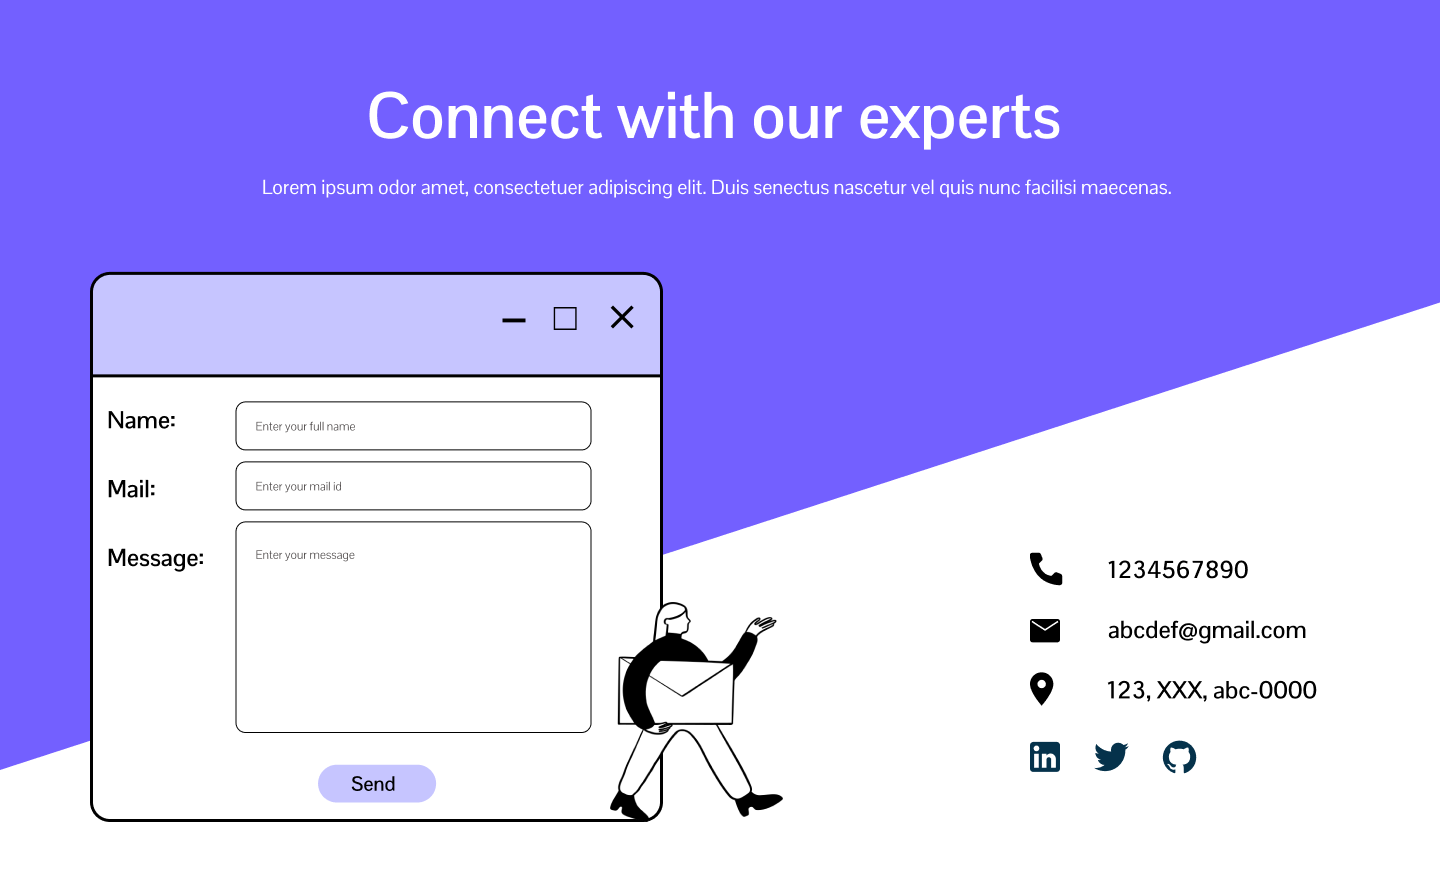 Connect with our experts
Lorem ipsum odor amet, consectetuer adipiscing elit. Duis senectus nascetur vel quis nunc facilisi maecenas.
Name:
Enter your full name
Mail:
Enter your mail id
Message:
Enter your message
Send
1234567890
abcdef@gmail.com
123, XXX, abc-0000
in